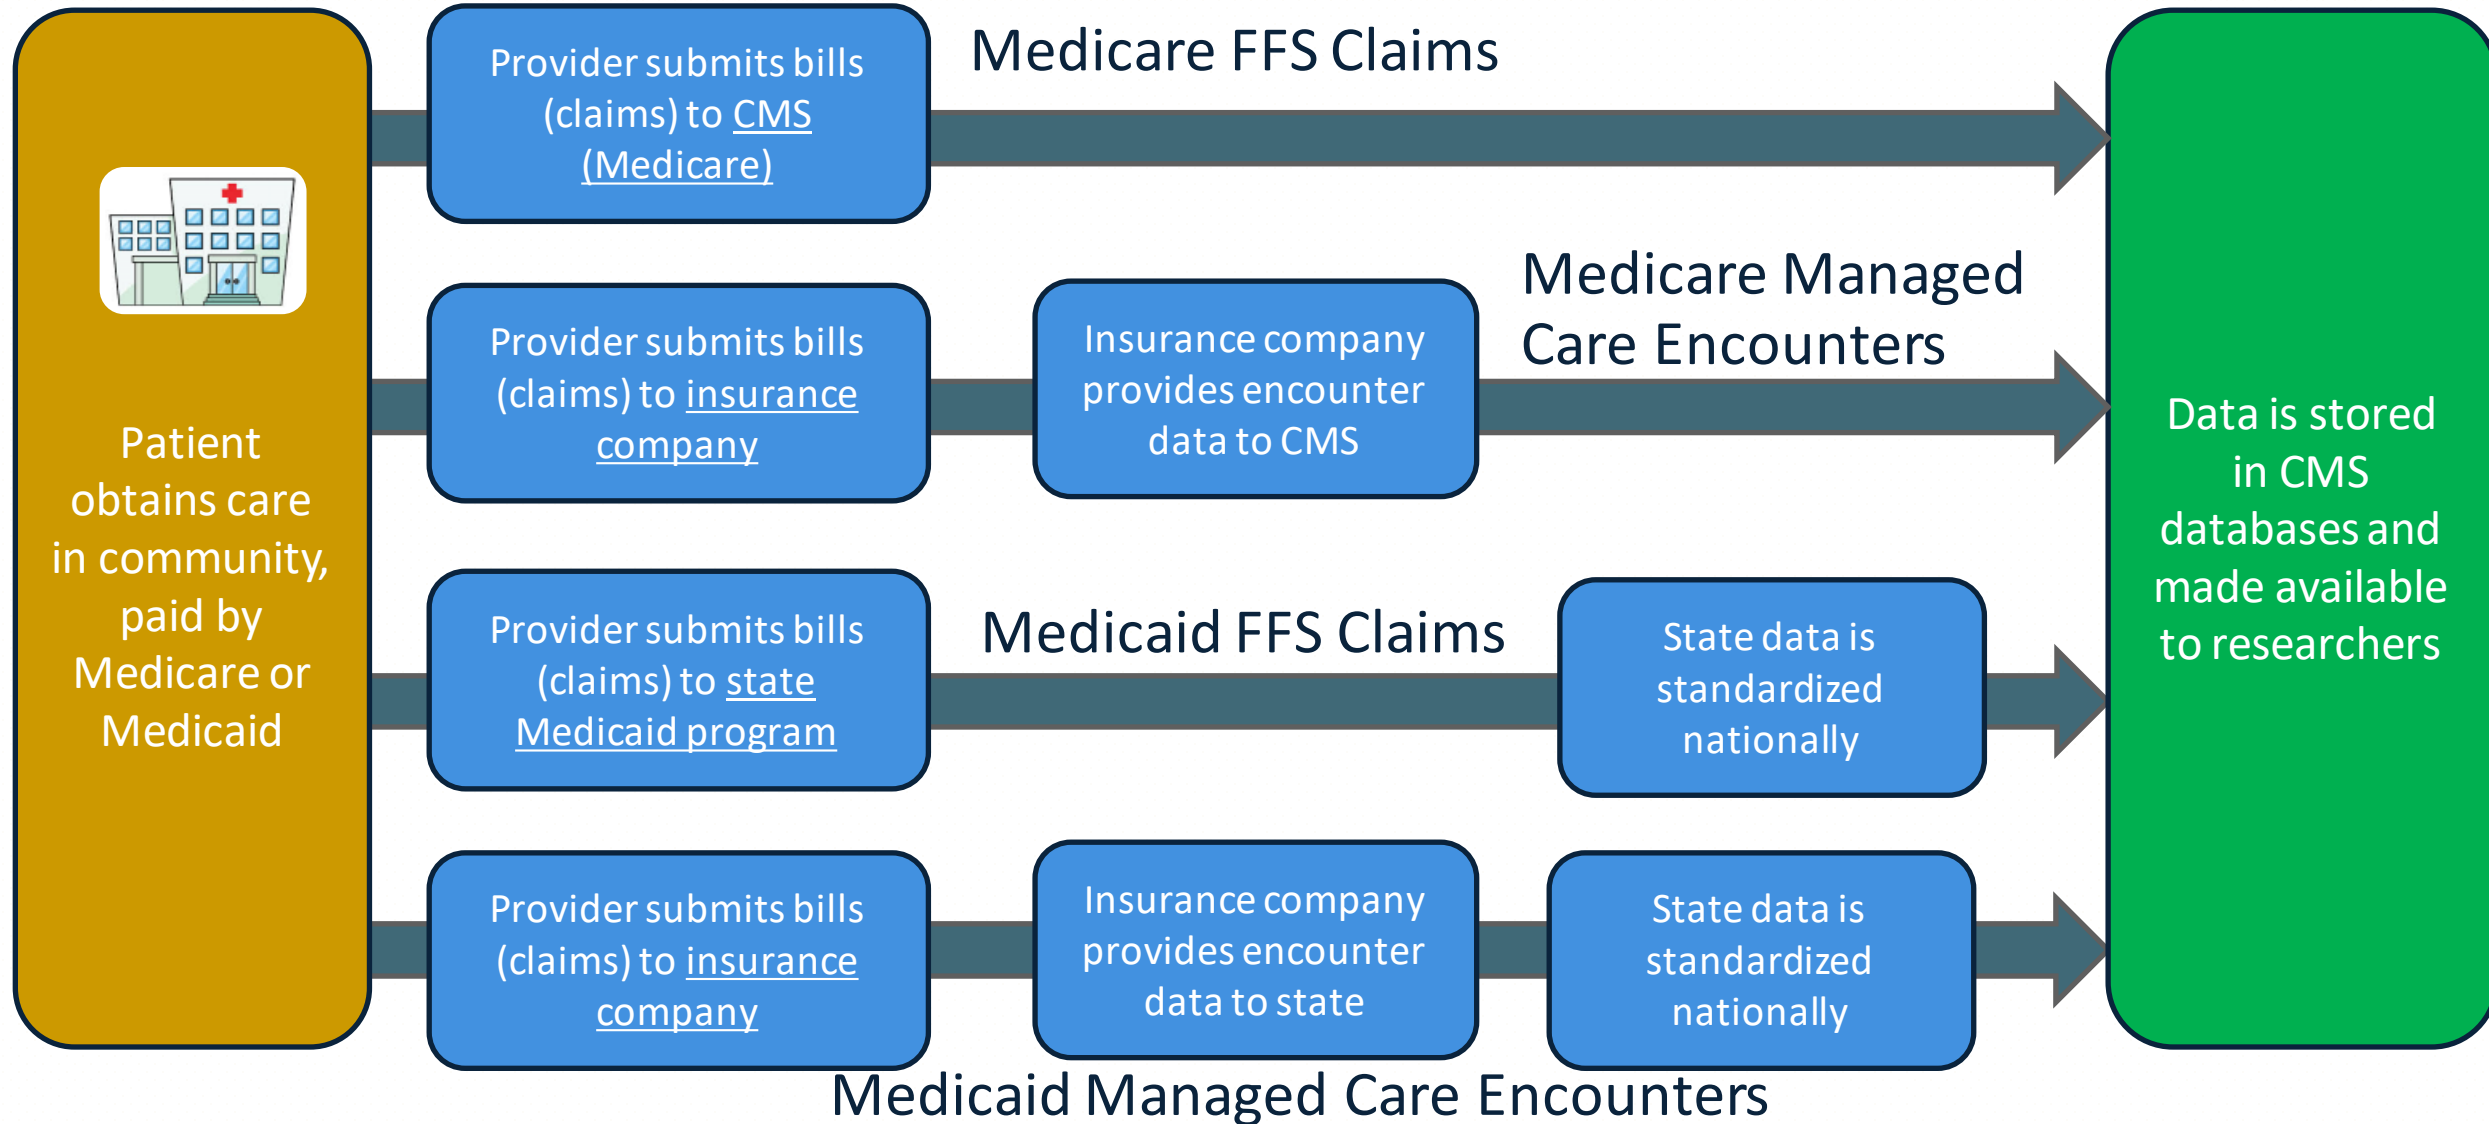 Patient
obtains care
in community,
paid by
Medicare or
Medicaid
Provider submits bills
(claims) to CMS
(Medicare)
Medicare FFS Claims
Provider submits bills
(claims) to insurance
company
Insurance company
provides encounter
data to CMS
Medicare Managed
Care Encounters
Provider submits bills
(claims) to state
Medicaid program
Medicaid FFS Claims
State data is
standardized
nationally
Provider submits bills
(claims) to insurance
company
Insurance company
provides encounter
data to state
State data is
standardized
nationally
Medicaid Managed Care Encounters
Data is stored
in CMS
databases and
made available
to researchers